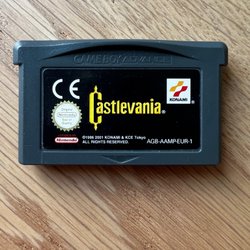 GAME BOY ADVANCE
CE
KONAMI
Castlevania®
Nintendo
©1986 2001 KONAMI & KCE Tokyo
ALL RIGHTS RESERVED.
AGB-AAMP-EUR-1